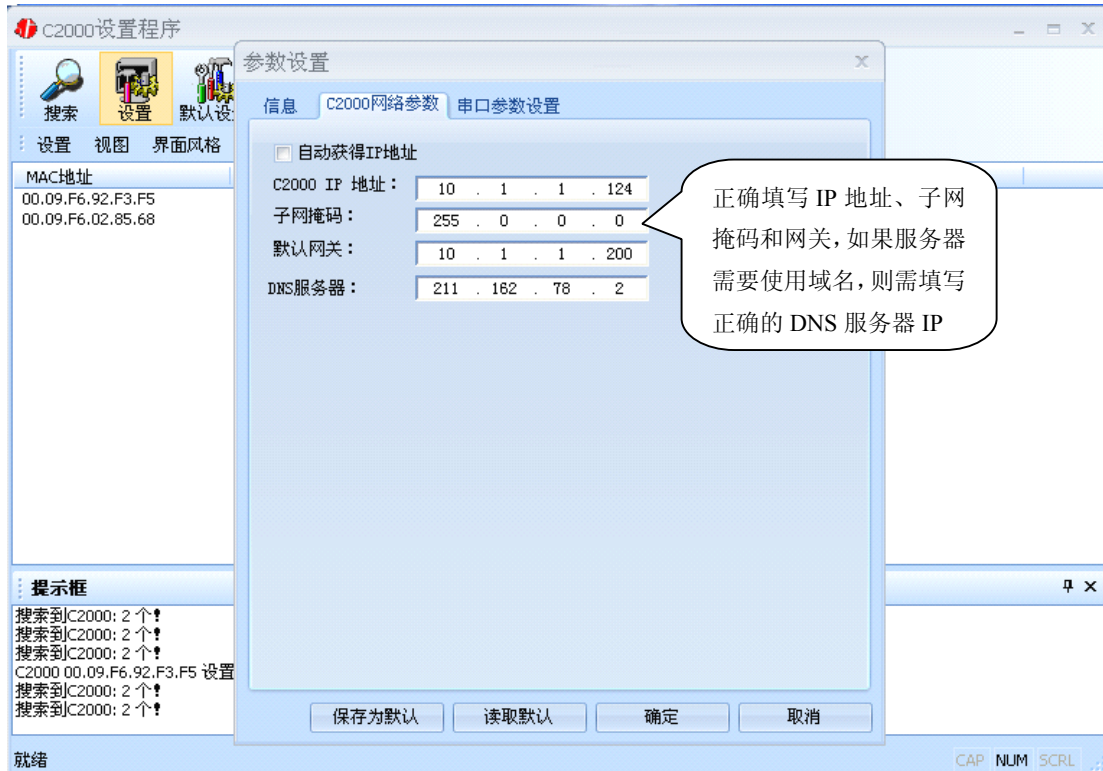 C2000设置程序
搜索
设置
默认设
设置 视图 界面风格
MAC地址
00.09.F6.92.F3.F5
00.09.F6.02.85.68
参数设置
信息 C2000网络参数 串口参数设置
自动获得IP地址
C2000 IP 地址： 10 . 1 . 1 . 124
子网掩码： 255 . 0 . 0 . 0
默认网关： 10 . 1 . 1 . 200
DNS服务器： 211 . 162 . 78 . 2
正确填写 IP 地址、子网
掩码和网关，如果服务器
需要使用域名，则需填写
正确的 DNS 服务器 IP
提示框
搜索到C2000: 2 个!
搜索到C2000: 2 个!
搜索到C2000: 2 个!
C2000 00.09.F6.92.F3.F5 设置
搜索到C2000: 2 个!
搜索到C2000: 2 个!
保存为默认 读取默认 确定 取消
就绪
CAP NUM SCRL